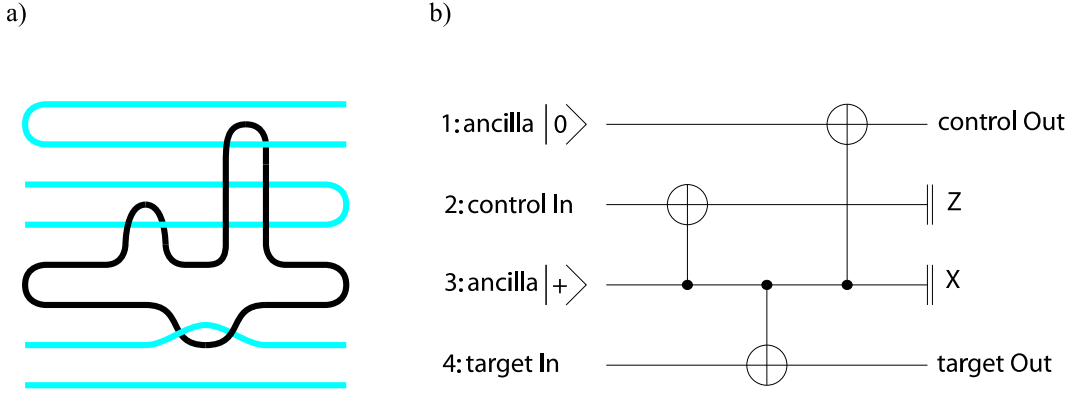 a)
b)
1:ancilla |0⟩
control Out
2:control In
Z
3:ancilla |+⟩
X
4:target In
target Out